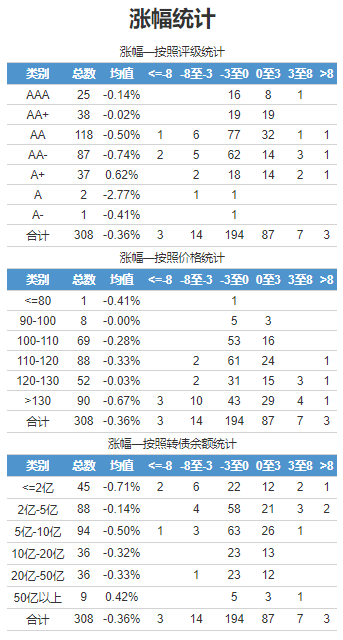 涨幅统计
涨幅—按照评级统计
类别 总数 均值 <=-8 -8至-3 -3至0 0至3 3至8 >8
AAA 25 -0.14% 16 8 1
AA+ 38 -0.02% 19 19
AA 118 -0.50% 1 6 77 32 1 1
AA- 87 -0.74% 2 5 62 14 3 1
A+ 37 0.62% 2 18 14 2 1
A 2 -2.77% 1 1
A- 1 -0.41% 1
合计 308 -0.36% 3 14 194 87 7 3
涨幅—按照价格统计
类别 总数 均值 <=-8 -8至-3 -3至0 0至3 3至8 >8
<=80 1 -0.41% 1
90-100 8 -0.00% 5 3
100-110 69 -0.28% 53 16
110-120 88 -0.33% 2 61 24 1
120-130 52 -0.03% 2 31 15 3 1
>130 90 -0.67% 3 10 43 29 4 1
合计 308 -0.36% 3 14 194 87 7 3
涨幅—按照转债余额统计
类别 总数 均值 <=-8 -8至-3 -3至0 0至3 3至8 >8
<=2亿 45 -0.71% 2 6 22 12 2 1
2亿-5亿 88 -0.14% 4 58 21 3 2
5亿-10亿 94 -0.50% 1 3 63 26 1
10亿-20亿 36 -0.32% 23 13
20亿-50亿 36 -0.33% 1 23 12
50亿以上 9 0.42% 5 3 1
合计 308 -0.36% 3 14 194 87 7 3